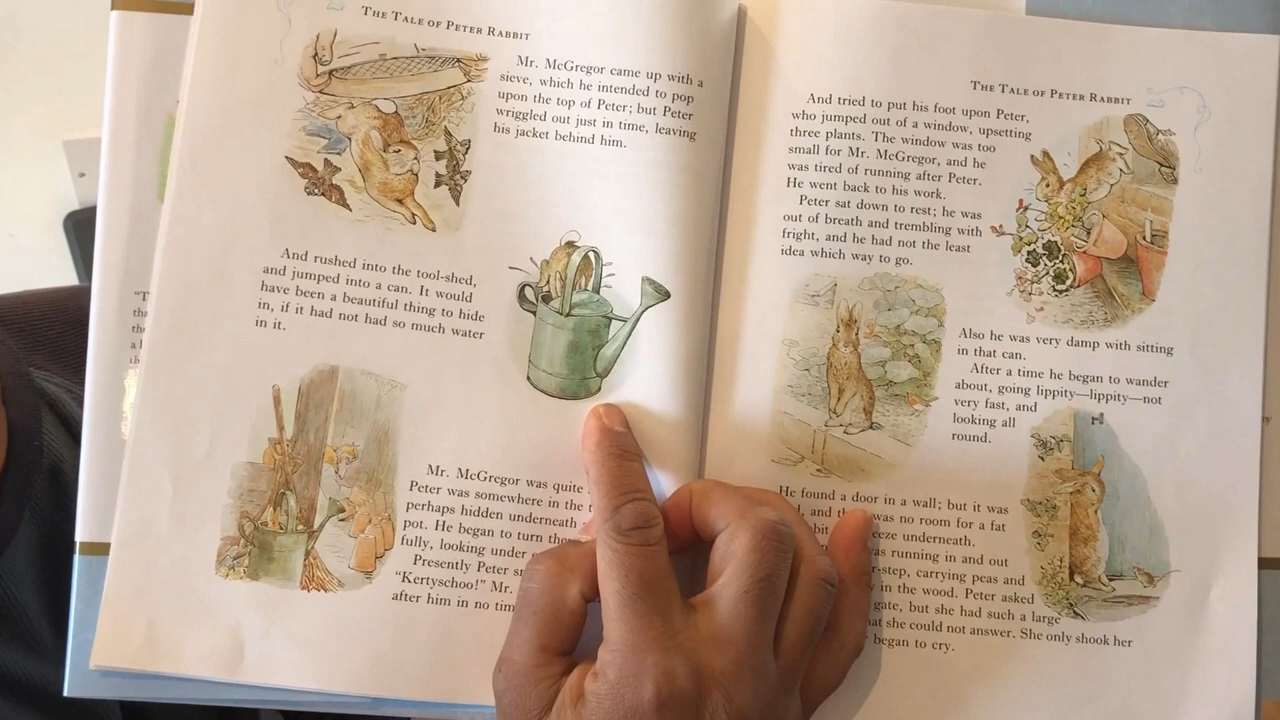 THE TALE OF PETER RABBIT
Mr. McGregor came up with a
sieve, which he intended to pop
upon the top of Peter; but Peter
wriggled out just in time, leaving
his jacket behind him.
And rushed into the tool-shed,
and jumped into a can. It would
have been a beautiful thing to hide
in, if it had not had so much water
in it.
Mr. McGregor was quite
Peter was somewhere in the
perhaps hidden underneath
pot. He began to turn
fully, looking under
Presently Peter
"Kertyschoo!" Mr.
after him in no
THE TALE OF PETER RABBIT
And tried to put his foot upon Peter,
who jumped out of a window, upsetting
three plants. The window was too
small for Mr. McGregor, and he
was tired of running after Peter.
He went back to his work.
Peter sat down to rest; he was
out of breath and trembling with
fright, and he had not the least
idea which way to go.
Also he was very damp with sitting
in that can.
After a time he began to wander
about, going lippity—lippity—not
very fast, and
looking all
round.
He found a door in a wall; but it was
and was no room for a fat
underneath.
was running in and out
carrying peas and
in the wood. Peter asked
gate, but she had such a large
she could not answer. She only shook her
began to cry.